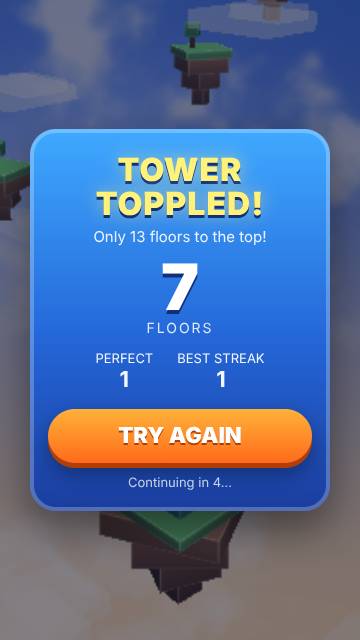 TOWER
TOPPLED!
Only 13 floors to the top!
7
FLOORS
PERFECT BEST STREAK
1 1
TRY AGAIN
Continuing in 4...